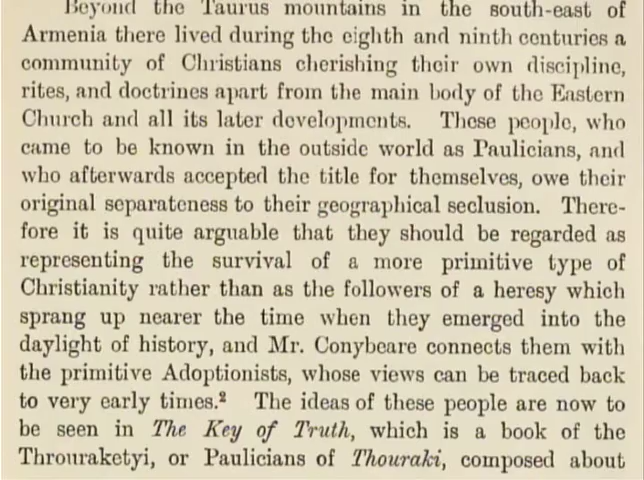 Beyond the Taurus mountains in the south-east of
Armenia there lived during the eighth and ninth centuries a
community of Christians cherishing their own discipline,
rites, and doctrines apart from the main body of the Eastern
Church and all its later developments. These people, who
came to be known in the outside world as Paulicians, and
who afterwards accepted the title for themselves, owe their
original separateness to their geographical seclusion. There-
fore it is quite arguable that they should be regarded as
representing the survival of a more primitive type of
Christianity rather than as the followers of a heresy which
sprang up nearer the time when they emerged into the
daylight of history, and Mr. Conybeare connects them with
the primitive Adoptionists, whose views can be traced back
to very early times.² The ideas of these people are now to
be seen in The Key of Truth, which is a book of the
Throuraketyi, or Paulicians of Thouraki, composed about